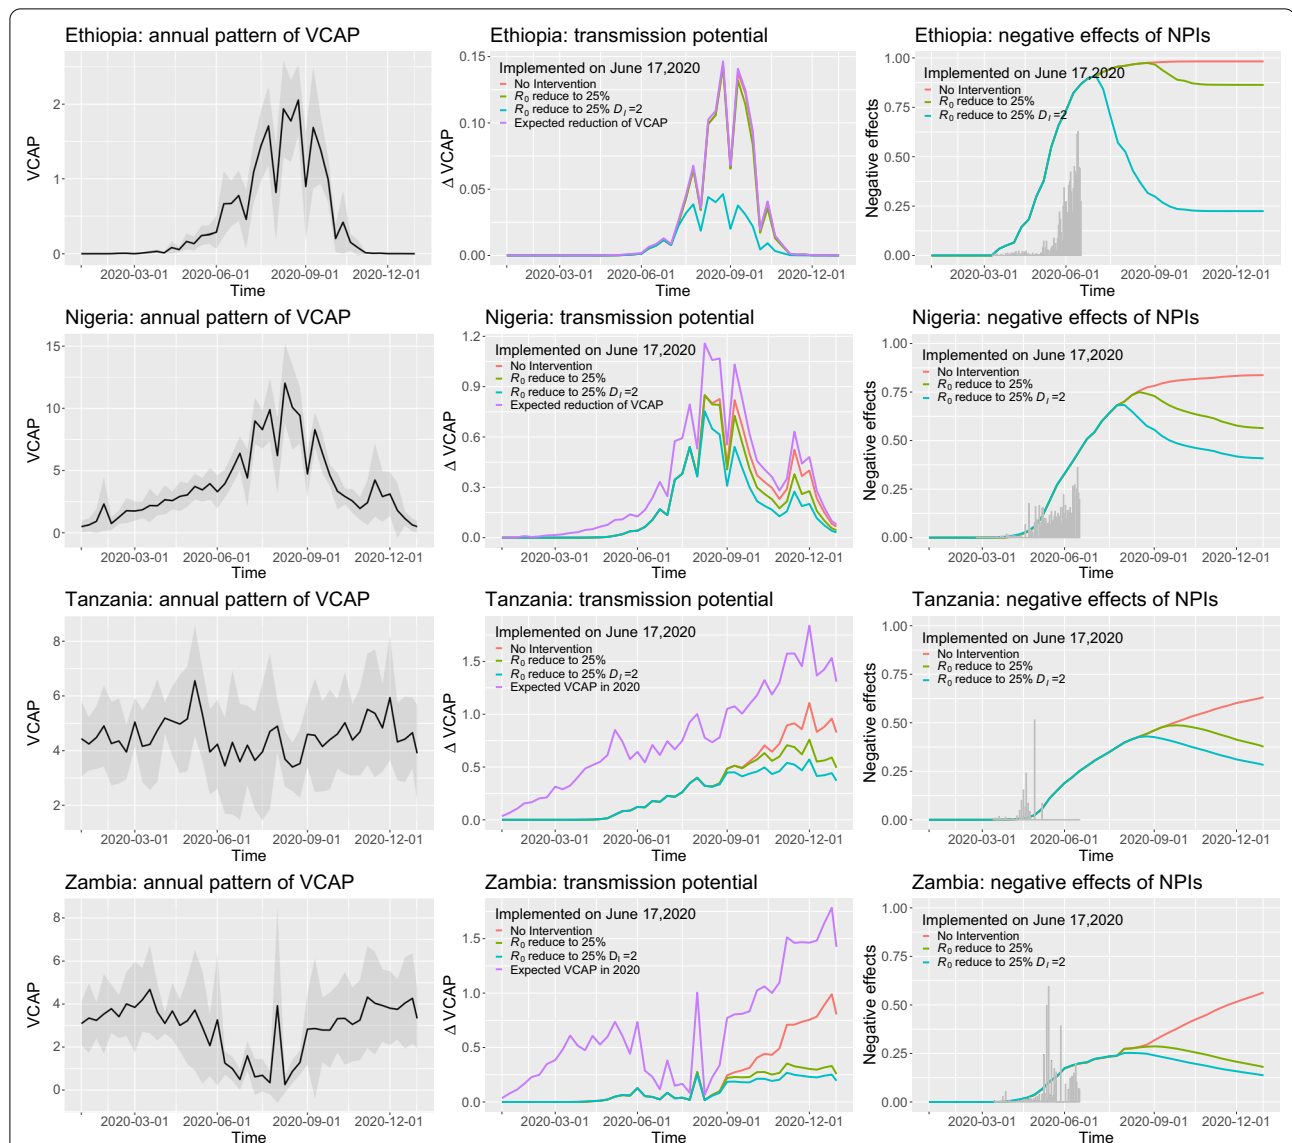 Ethiopia: annual pattern of VCAP
VCAP
2
1
0
2020-03-01 2020-06-01 2020-09-01 2020-12-01
Time
Ethiopia: transmission potential
Δ VCAP
0.15
0.10
0.05
0.00
Implemented on June 17,2020
No Intervention
R0 reduce to 25%
R0 reduce to 25% DI =2
Expected reduction of VCAP
2020-03-01 2020-06-01 2020-09-01 2020-12-01
Time
Ethiopia: negative effects of NPIs
Negative effects
1.00
0.75
0.50
0.25
0.00
Implemented on June 17,2020
No Intervention
R0 reduce to 25%
R0 reduce to 25% DI =2
2020-03-01 2020-06-01 2020-09-01 2020-12-01
Time
Nigeria: annual pattern of VCAP
VCAP
15
10
5
0
2020-03-01 2020-06-01 2020-09-01 2020-12-01
Time
Nigeria: transmission potential
Δ VCAP
1.2
0.9
0.6
0.3
0.0
Implemented on June 17,2020
No Intervention
R0 reduce to 25%
R0 reduce to 25% DI =2
Expected reduction of VCAP
2020-03-01 2020-06-01 2020-09-01 2020-12-01
Time
Nigeria: negative effects of NPIs
Negative effects
1.00
0.75
0.50
0.25
0.00
Implemented on June 17,2020
No Intervention
R0 reduce to 25%
R0 reduce to 25% DI =2
2020-03-01 2020-06-01 2020-09-01 2020-12-01
Time
Tanzania: annual pattern of VCAP
VCAP
8
6
4
2
2020-03-01 2020-06-01 2020-09-01 2020-12-01
Time
Tanzania: transmission potential
Δ VCAP
1.5
1.0
0.5
0.0
Implemented on June 17,2020
No Intervention
R0 reduce to 25%
R0 reduce to 25% DI =2
Expected VCAP in 2020
2020-03-01 2020-06-01 2020-09-01 2020-12-01
Time
Tanzania: negative effects of NPIs
Negative effects
1.00
0.75
0.50
0.25
0.00
Implemented on June 17,2020
No Intervention
R0 reduce to 25%
R0 reduce to 25% DI =2
2020-03-01 2020-06-01 2020-09-01 2020-12-01
Time
Zambia: annual pattern of VCAP
VCAP
8
6
4
2
0
2020-03-01 2020-06-01 2020-09-01 2020-12-01
Time
Zambia: transmission potential
Δ VCAP
1.5
1.0
0.5
0.0
Implemented on June 17,2020
No Intervention
R0 reduce to 25%
R0 reduce to 25% DI =2
Expected VCAP in 2020
2020-03-01 2020-06-01 2020-09-01 2020-12-01
Time
Zambia: negative effects of NPIs
Negative effects
1.00
0.75
0.50
0.25
0.00
Implemented on June 17,2020
No Intervention
R0 reduce to 25%
R0 reduce to 25% DI =2
2020-03-01 2020-06-01 2020-09-01 2020-12-01
Time